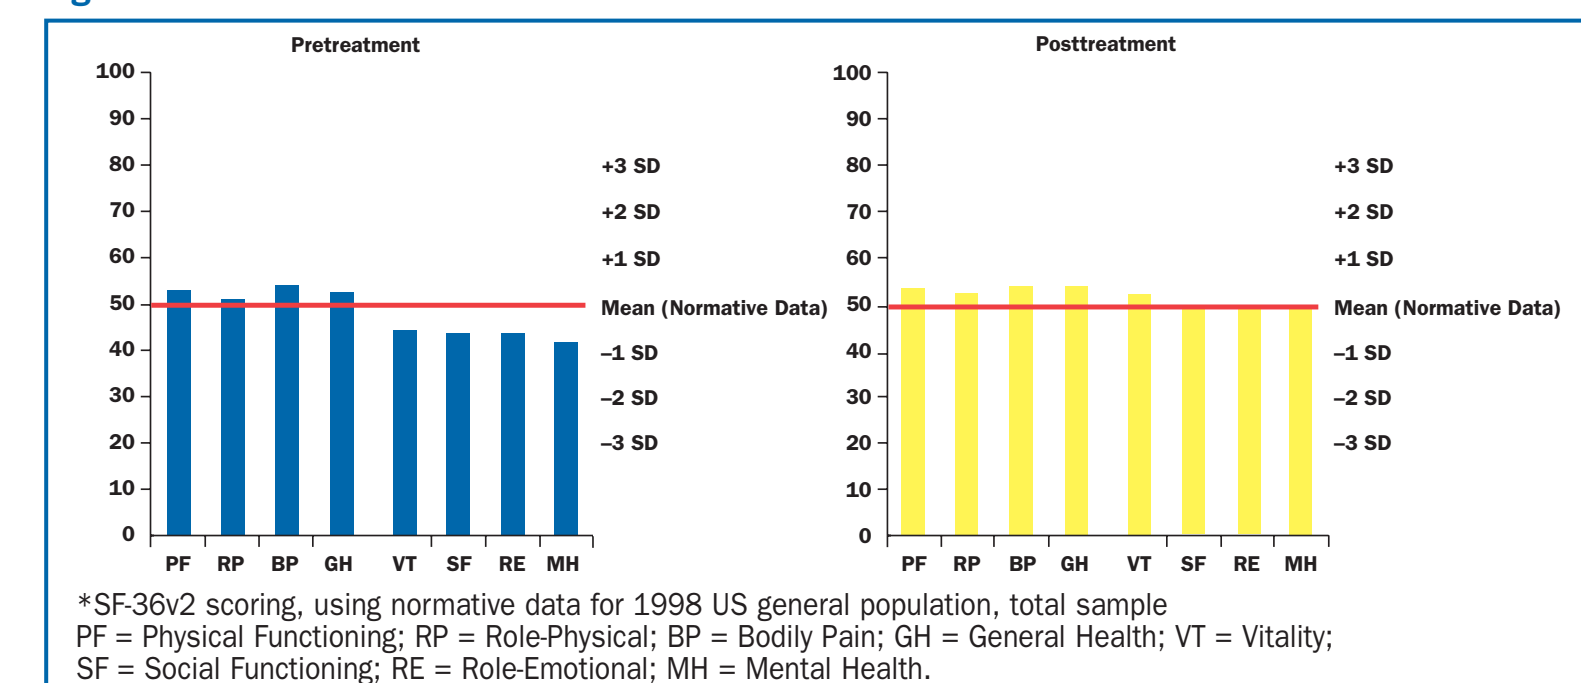 Pretreatment
100
90
80
70
60
50
40
30
20
10
0
+3 SD
+2 SD
+1 SD
Mean (Normative Data)
–1 SD
–2 SD
–3 SD
PF RP BP GH VT SF RE MH
Posttreatment
100
90
80
70
60
50
40
30
20
10
0
+3 SD
+2 SD
+1 SD
Mean (Normative Data)
–1 SD
–2 SD
–3 SD
PF RP BP GH VT SF RE MH
*SF-36v2 scoring, using normative data for 1998 US general population, total sample
PF = Physical Functioning; RP = Role-Physical; BP = Bodily Pain; GH = General Health; VT = Vitality;
SF = Social Functioning; RE = Role-Emotional; MH = Mental Health.